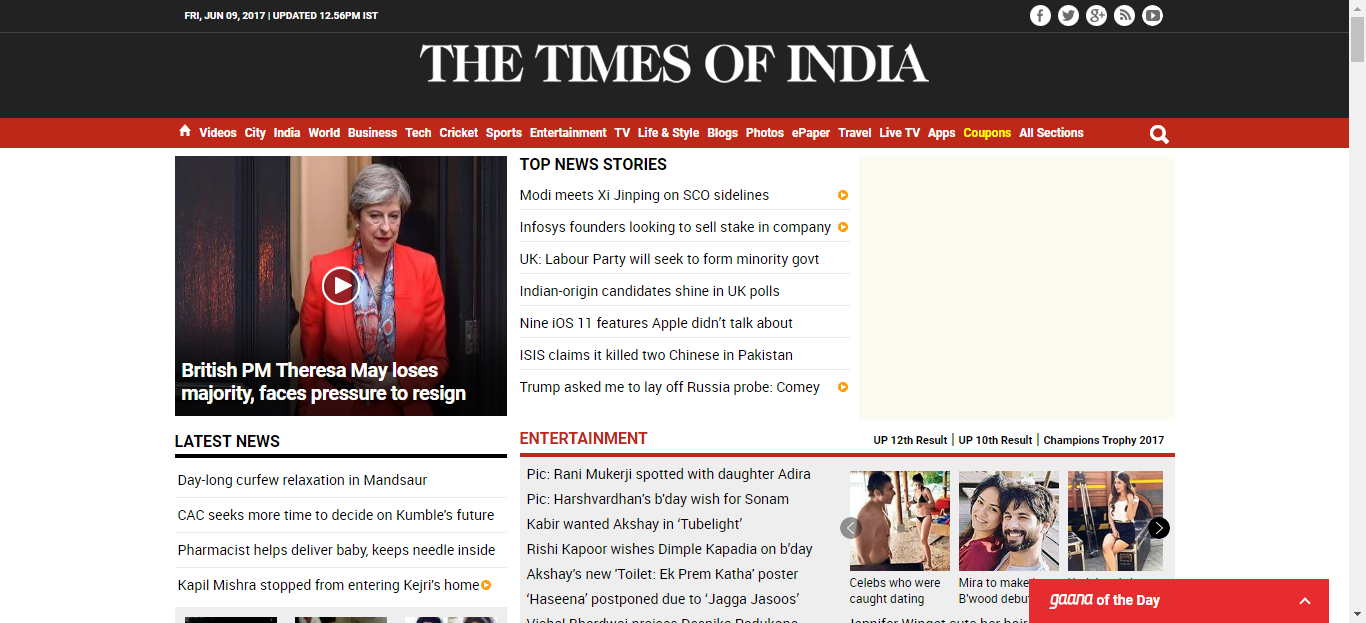 FRI, JUN 09, 2017 | UPDATED 12.56PM IST
THE TIMES OF INDIA
Videos City India World Business Tech Cricket Sports Entertainment TV Life & Style Blogs Photos ePaper Travel Live TV Apps Coupons All Sections
British PM Theresa May loses
majority, faces pressure to resign
TOP NEWS STORIES
Modi meets Xi Jinping on SCO sidelines
Infosys founders looking to sell stake in company
UK: Labour Party will seek to form minority govt
Indian-origin candidates shine in UK polls
Nine iOS 11 features Apple didn't talk about
ISIS claims it killed two Chinese in Pakistan
Trump asked me to lay off Russia probe: Comey
LATEST NEWS
Day-long curfew relaxation in Mandsaur
CAC seeks more time to decide on Kumble's future
Pharmacist helps deliver baby, keeps needle inside
Kapil Mishra stopped from entering Kejri's home
ENTERTAINMENT
UP 12th Result | UP 10th Result | Champions Trophy 2017
Pic: Rani Mukerji spotted with daughter Adira
Pic: Harshvardhan's b'day wish for Sonam
Kabir wanted Akshay in ‘Tubelight’
Rishi Kapoor wishes Dimple Kapadia on b’day
Akshay's new 'Toilet: Ek Prem Katha' poster
‘Haseena’ postponed due to ‘Jagga Jasoos’
Celebs who were
caught dating
Mira to make
B'wood debut
gaana of the Day